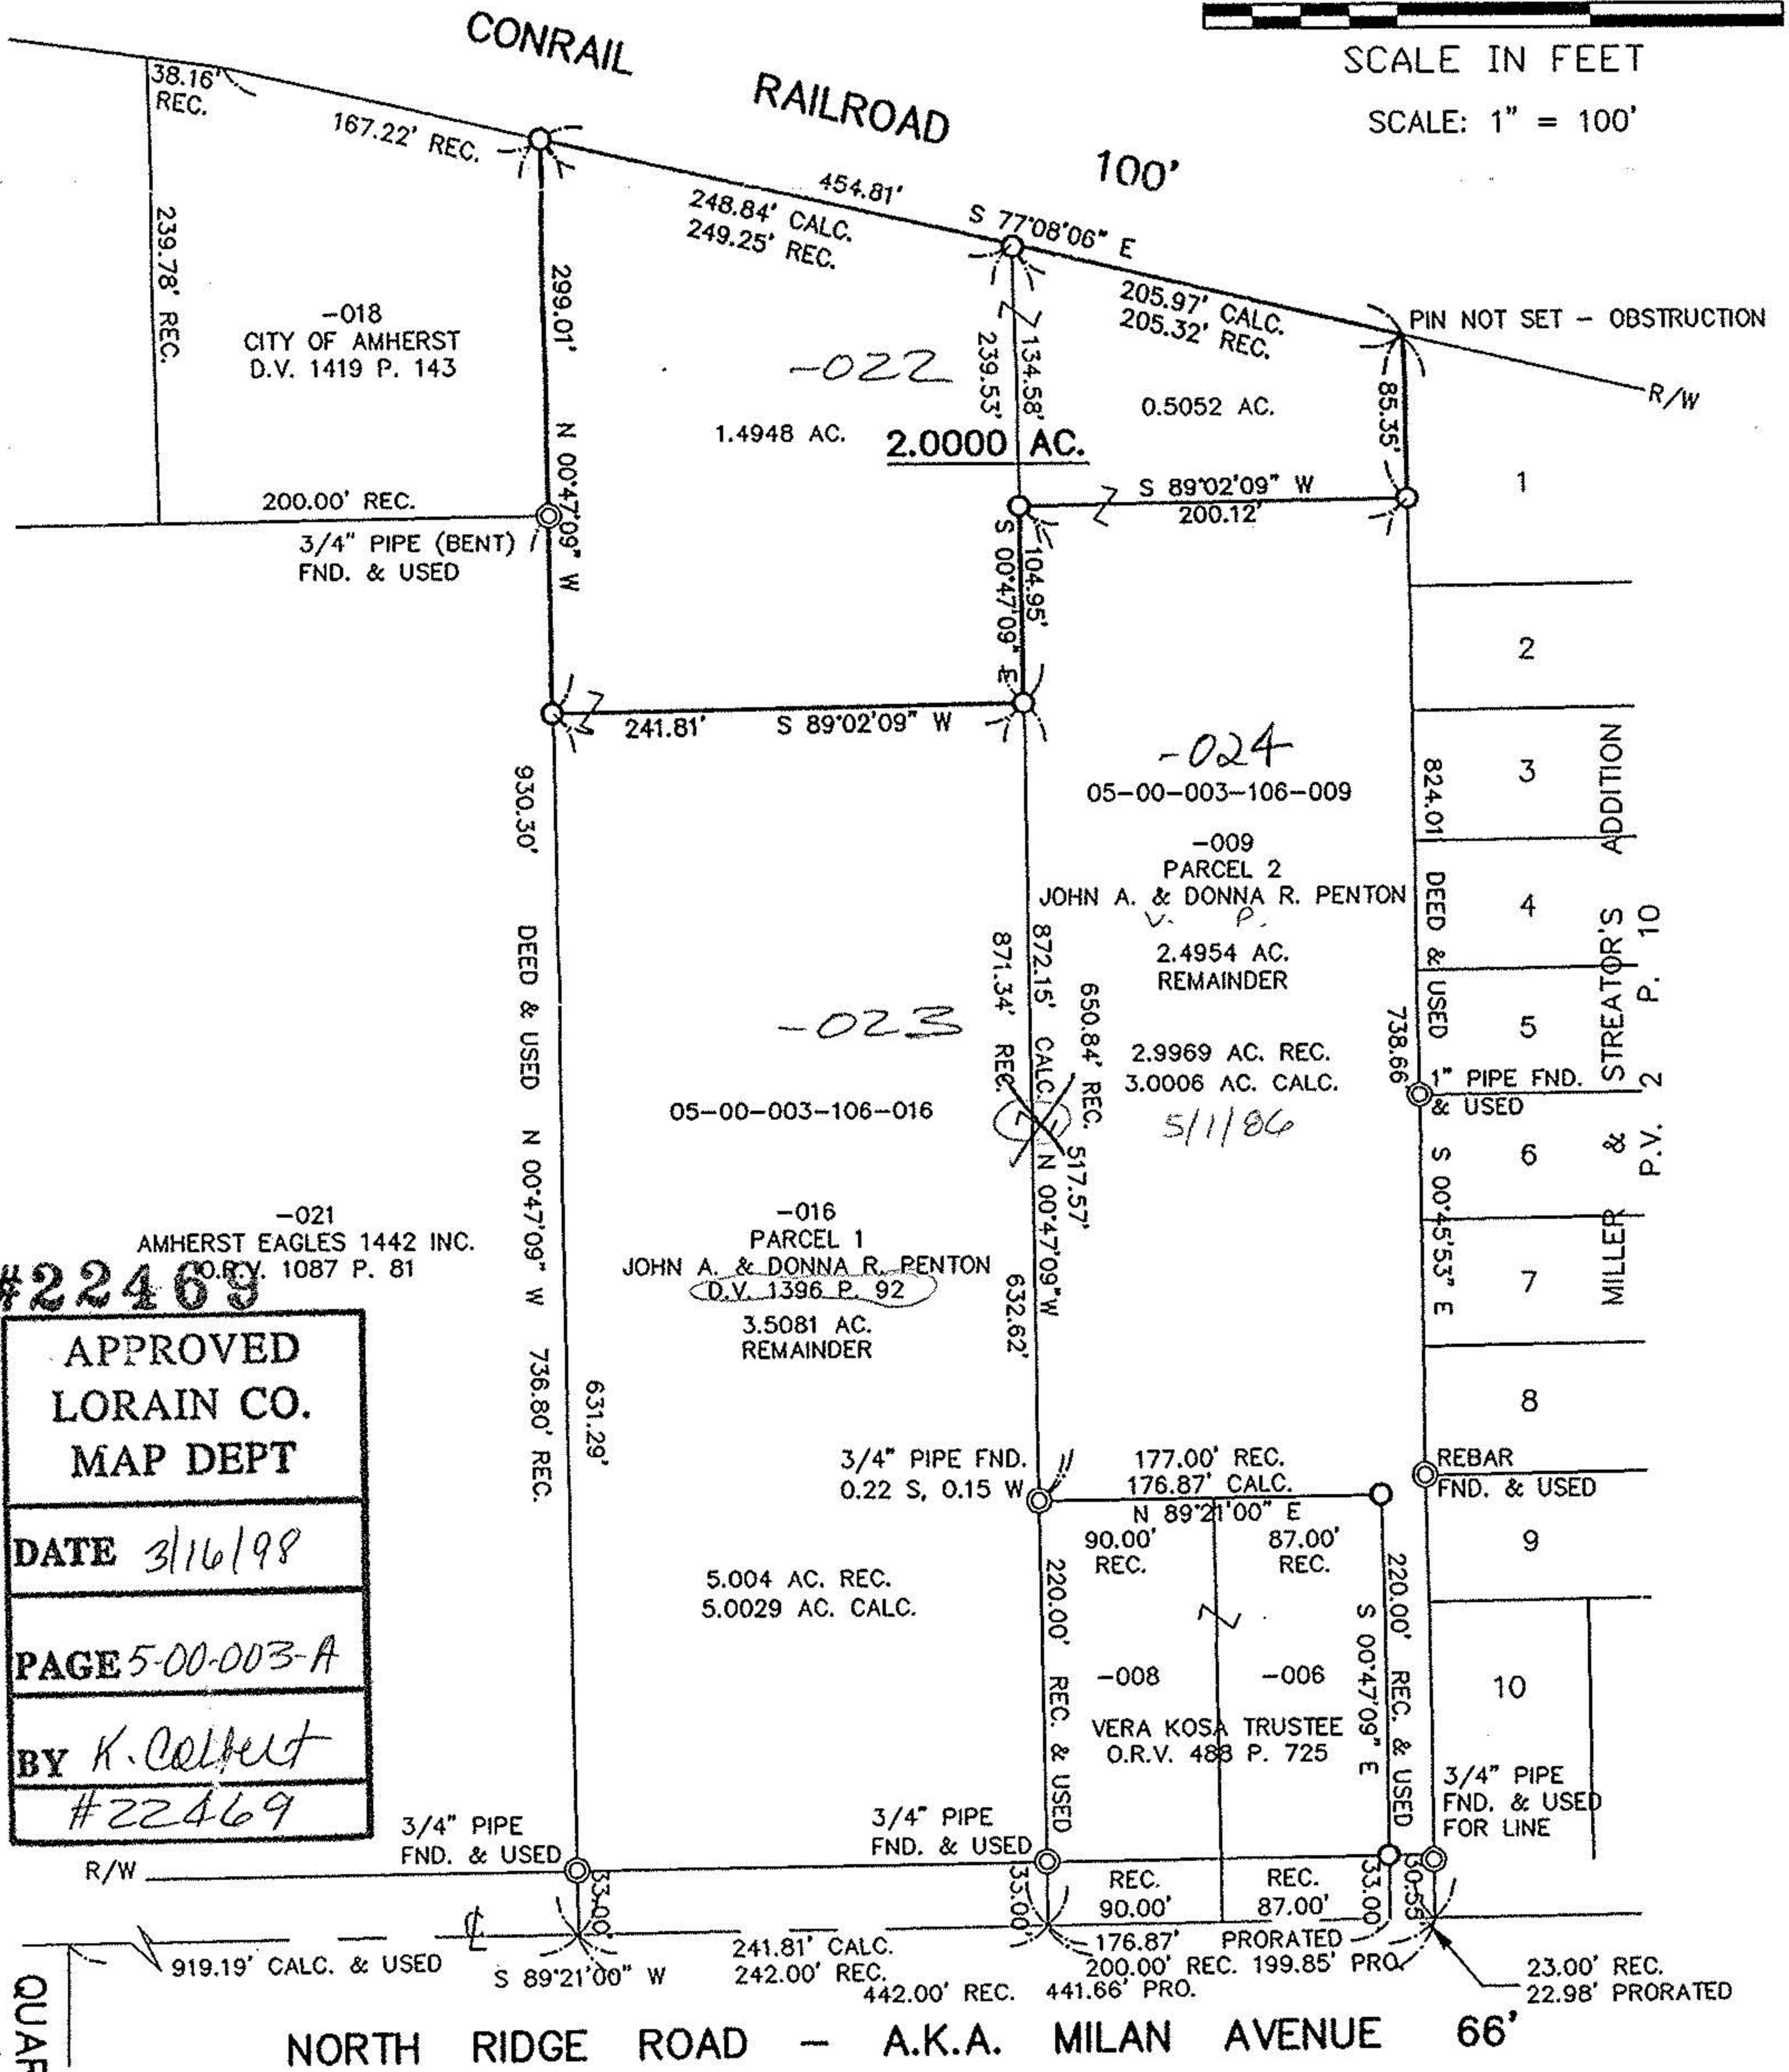 CONRAIL RAILROAD 100'
SCALE IN FEET
SCALE: 1" = 100'
38.16'
REC.
167.22' REC.
454.81'
248.84' CALC.
249.25' REC.
S 77°08'06" E
205.97' CALC.
205.32' REC.
PIN NOT SET - OBSTRUCTION
R/W
239.78' REC.
-018
CITY OF AMHERST
D.V. 1419 P. 143
299.01'
N 00°47'09" W
-022
1.4948 AC.
2.0000 AC.
239.53'
134.58'
0.5052 AC.
85.35'
1
200.00' REC.
3/4" PIPE (BENT)
FND. & USED
S 89°02'09" W
200.12'
S 00°47'09" E
104.95'
2
241.81'
S 89°02'09" W
-024
05-00-003-106-009
-009
PARCEL 2
JOHN A. & DONNA R. PENTON
V. P.
2.4954 AC.
REMAINDER
2.9969 AC. REC.
3.0006 AC. CALC.
5/1/86
824.01 DEED & USED
738.66
S 00°45'53" E
3
4
5
1" PIPE FND.
& USED
6
7
8
MILLER & STREATOR'S ADDITION
P.V. 2 P. 10
930.30' DEED & USED N 00°47'09" W 736.80' REC.
631.29'
-023
871.34' REC.
872.15' CALC. N 00°47'09"W
650.84' REC.
517.57'
632.62'
05-00-003-106-016
-016
PARCEL 1
JOHN A. & DONNA R. PENTON
D.V. 1396 P. 92
3.5081 AC.
REMAINDER
-021
AMHERST EAGLES 1442 INC.
O.R.V. 1087 P. 81
#22469
APPROVED
LORAIN CO.
MAP DEPT
DATE 3/16/98
PAGE 5-00-003-A
BY K. Colbert
#22469
3/4" PIPE FND.
0.22 S, 0.15 W
177.00' REC.
176.87' CALC.
N 89°21'00" E
90.00'
REC.
87.00'
REC.
REBAR
FND. & USED
9
5.004 AC. REC.
5.0029 AC. CALC.
220.00' REC. & USED
-008
-006
VERA KOSA TRUSTEE
O.R.V. 488 P. 725
S 00°47'09" E
220.00' REC. & USED
10
3/4" PIPE
FND. & USED
FOR LINE
3/4" PIPE
FND. & USED
3/4" PIPE
FND. & USED
R/W
33.00'
33.00'
REC.
90.00'
REC.
87.00'
33.00
30.55
919.19' CALC. & USED
S 89°21'00" W
241.81' CALC.
242.00' REC.
176.87' PRORATED
200.00' REC. 199.85' PRO.
442.00' REC. 441.66' PRO.
23.00' REC.
22.98' PRORATED
QUAR
NORTH RIDGE ROAD - A.K.A. MILAN AVENUE 66'